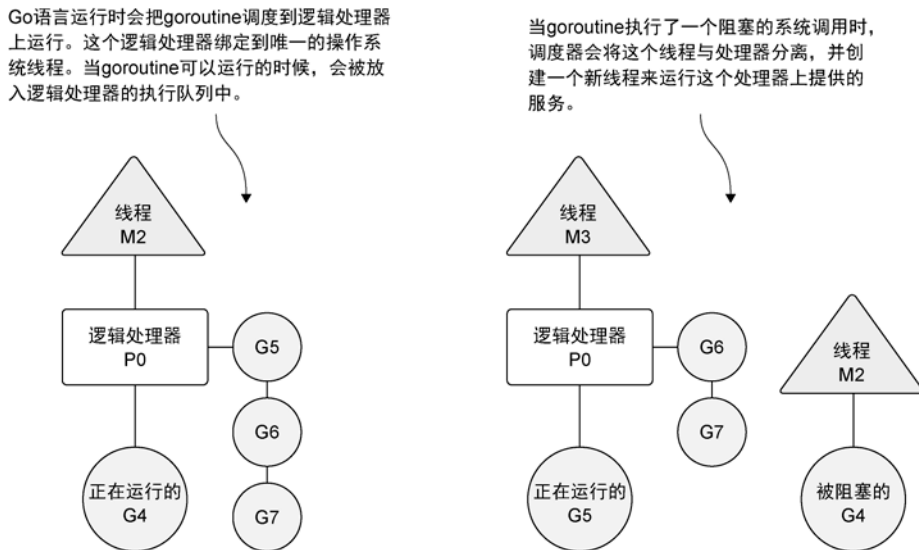 Go语言运行时会把goroutine调度到逻辑处理器
上运行。这个逻辑处理器绑定到唯一的操作系
统线程。当goroutine可以运行的时候，会被放
入逻辑处理器的执行队列中。
线程
M2
逻辑处理器
P0
G5
G6
G7
正在运行的
G4
当goroutine执行了一个阻塞的系统调用时，
调度器会将这个线程与处理器分离，并创
建一个新线程来运行这个处理器上提供的
服务。
线程
M3
逻辑处理器
P0
G6
G7
正在运行的
G5
线程
M2
被阻塞的
G4